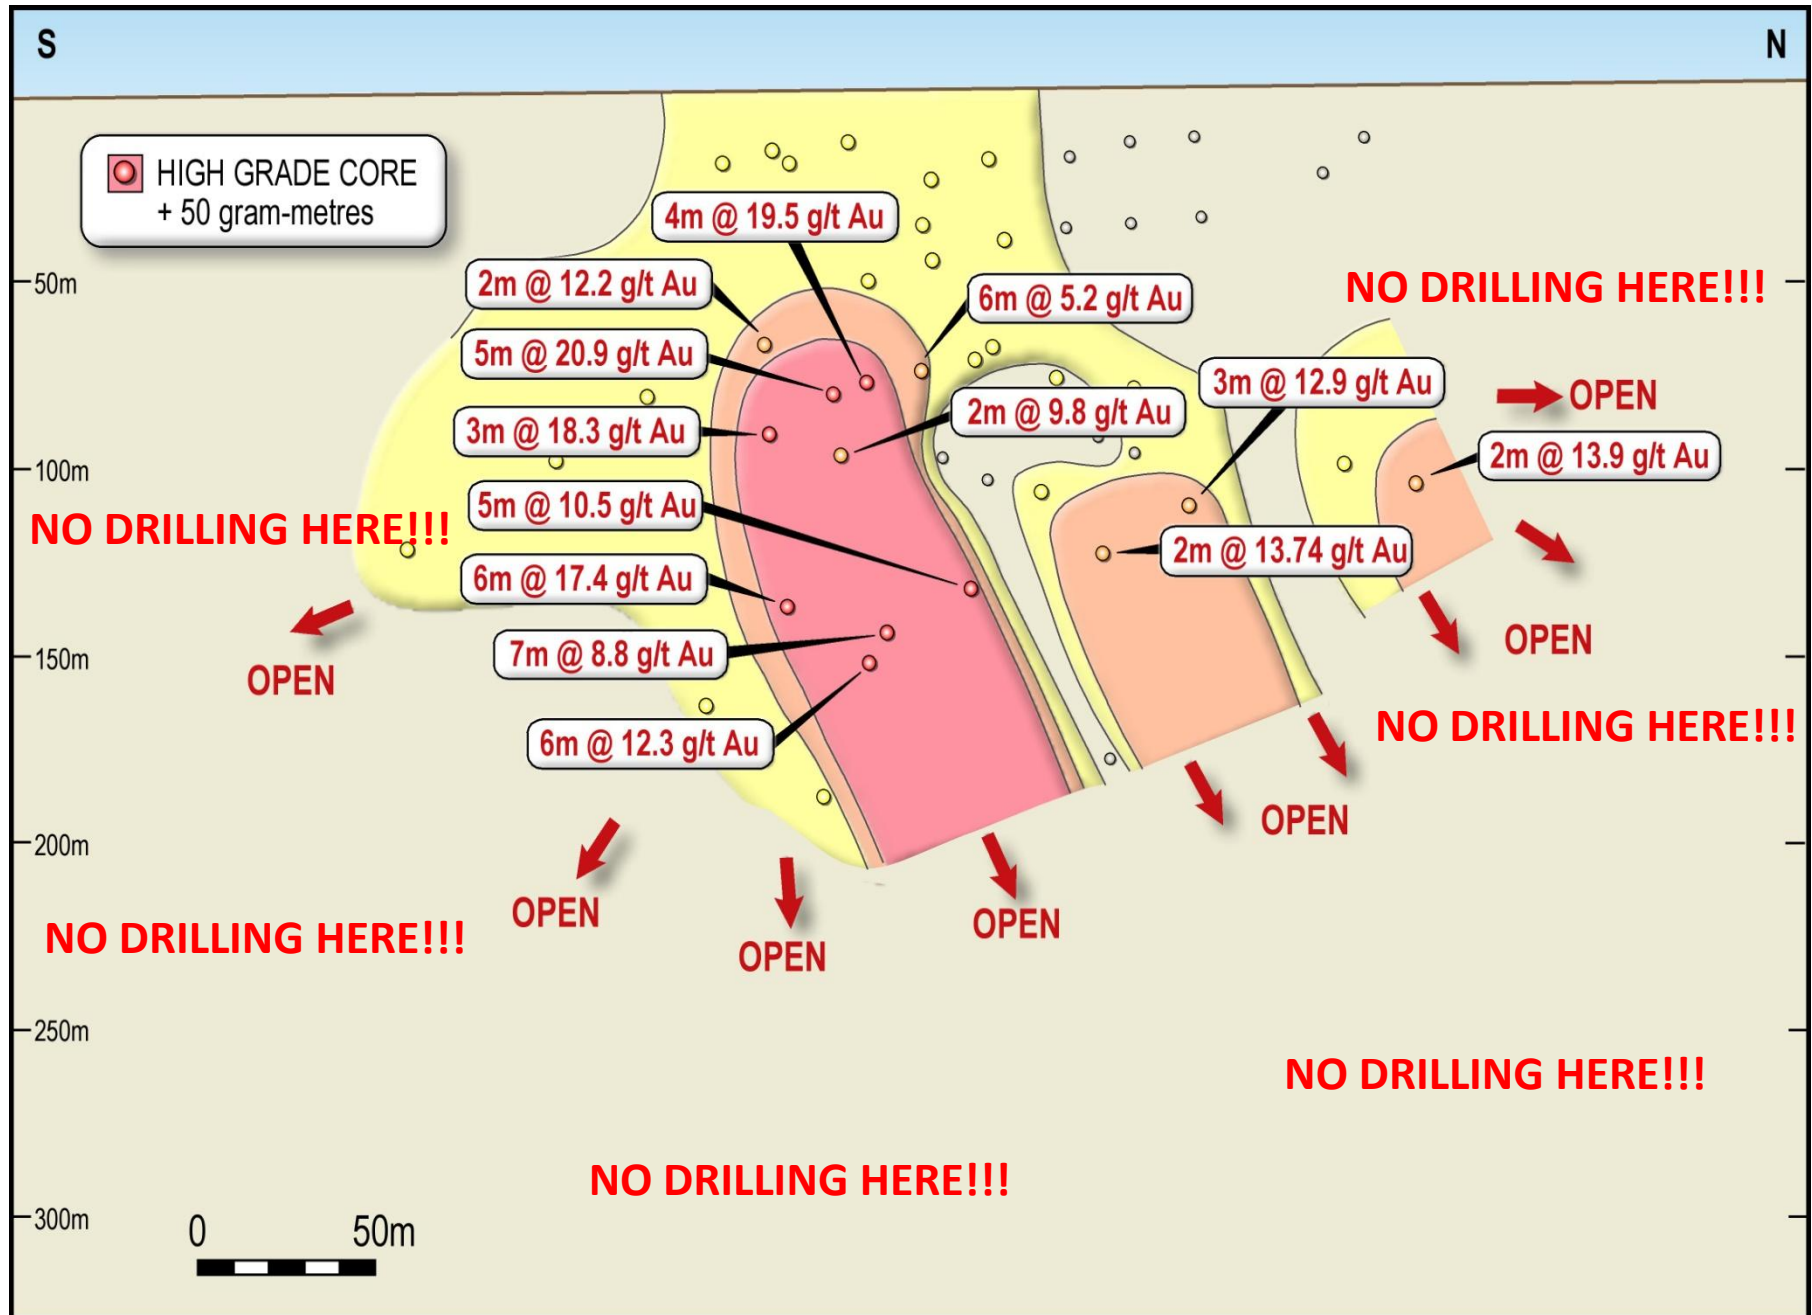 S
N
HIGH GRADE CORE
+ 50 gram-metres
4m @ 19.5 g/t Au
50m
2m @ 12.2 g/t Au
6m @ 5.2 g/t Au
NO DRILLING HERE!!!
5m @ 20.9 g/t Au
3m @ 12.9 g/t Au
OPEN
2m @ 9.8 g/t Au
3m @ 18.3 g/t Au
2m @ 13.9 g/t Au
100m
5m @ 10.5 g/t Au
NO DRILLING HERE!!!
2m @ 13.74 g/t Au
6m @ 17.4 g/t Au
OPEN
7m @ 8.8 g/t Au
150m
OPEN
NO DRILLING HERE!!!
6m @ 12.3 g/t Au
OPEN
200m
OPEN
OPEN
NO DRILLING HERE!!!
OPEN
250m
NO DRILLING HERE!!!
NO DRILLING HERE!!!
300m
0 50m